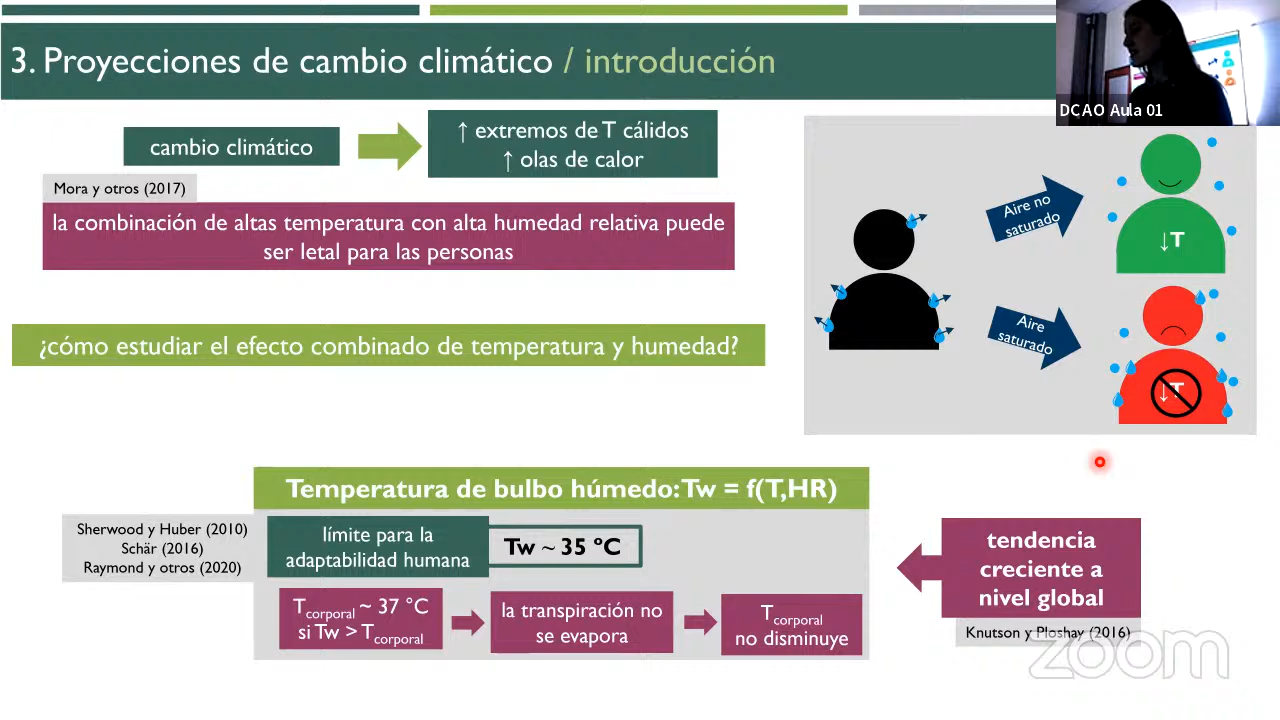 3. Proyecciones de cambio climático / introducción
DCAO Aula 01
cambio climático
↑ extremos de T cálidos
↑ olas de calor
Mora y otros (2017)
la combinación de altas temperatura con alta humedad relativa puede
ser letal para las personas
Aire no
saturado
↓T
Aire
saturado
↓T
¿cómo estudiar el efecto combinado de temperatura y humedad?
Temperatura de bulbo húmedo: Tw = f(T,HR)
Sherwood y Huber (2010)
Schär (2016)
Raymond y otros (2020)
límite para la
adaptabilidad humana
Tw ~ 35 ºC
T corporal ~ 37 °C
si Tw > T corporal
la transpiración no
se evapora
T corporal
no disminuye
tendencia
creciente a
nivel global
Knutson y Ploshay (2016)
zoom